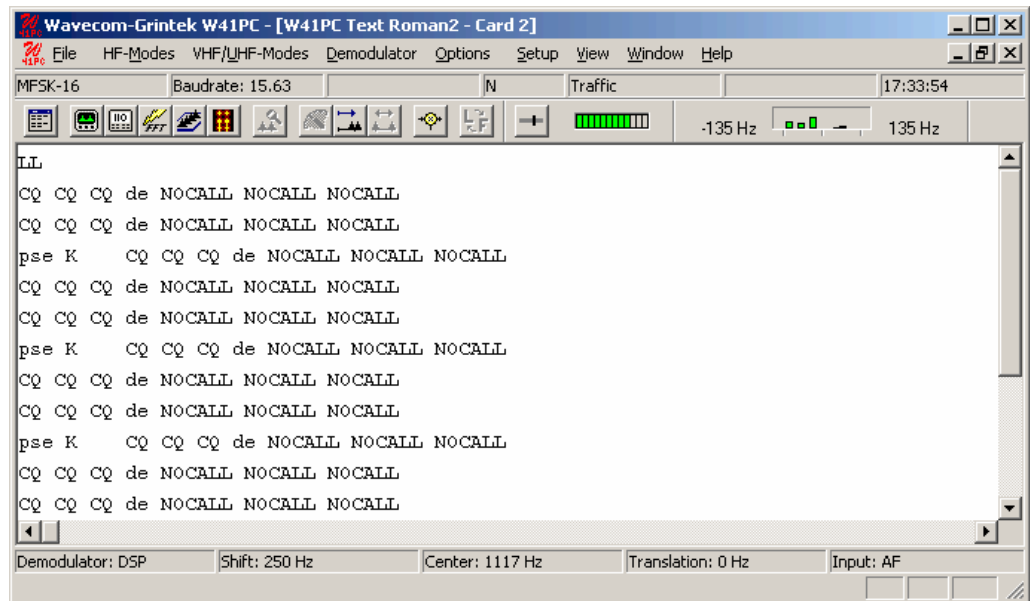 Wavecom-Grintek W41PC - [W41PC Text Roman2 - Card 2]
W 41PC File HF-Modes VHF/UHF-Modes Demodulator Options Setup View Window Help
MFSK-16 Baudrate: 15.63 N Traffic 17:33:54
-135 Hz 135 Hz
LL
CQ CQ CQ de NOCALL NOCALL NOCALL
CQ CQ CQ de NOCALL NOCALL NOCALL
pse K CQ CQ CQ de NOCALL NOCALL NOCALL
CQ CQ CQ de NOCALL NOCALL NOCALL
CQ CQ CQ de NOCALL NOCALL NOCALL
pse K CQ CQ CQ de NOCALL NOCALL NOCALL
CQ CQ CQ de NOCALL NOCALL NOCALL
CQ CQ CQ de NOCALL NOCALL NOCALL
pse K CQ CQ CQ de NOCALL NOCALL NOCALL
CQ CQ CQ de NOCALL NOCALL NOCALL
CQ CQ CQ de NOCALL NOCALL NOCALL
Demodulator: DSP Shift: 250 Hz Center: 1117 Hz Translation: 0 Hz Input: AF